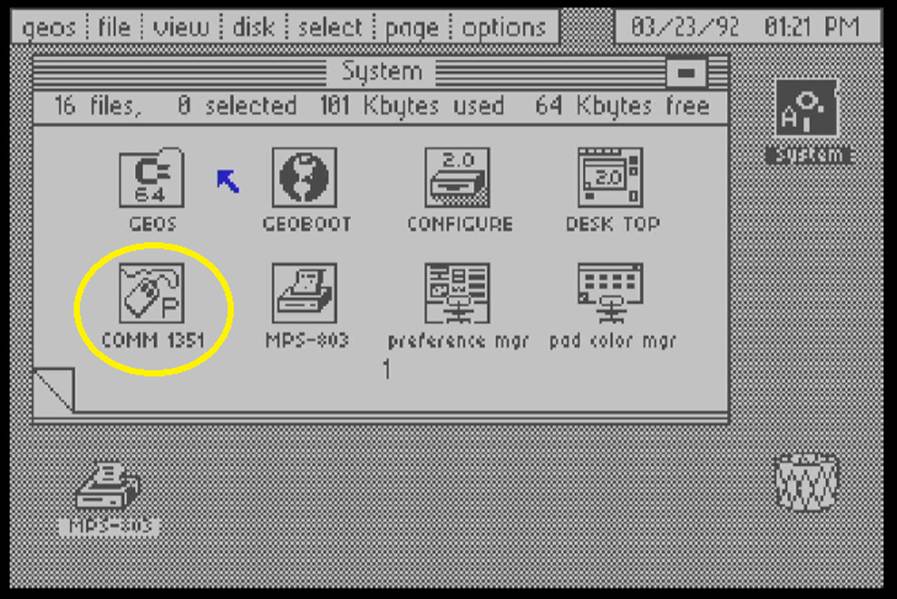 geos file view disk select page options 03/23/92 01:21 PM
System
16 files, 0 selected 101 Kbytes used 64 Kbytes free
C= 64 2.0 2.0
GEOS GEOBOOT CONFIGURE DESK TOP
P
COMM 1351 MPS-803 preference mgr pad color mgr
1
A
system
MPS-803